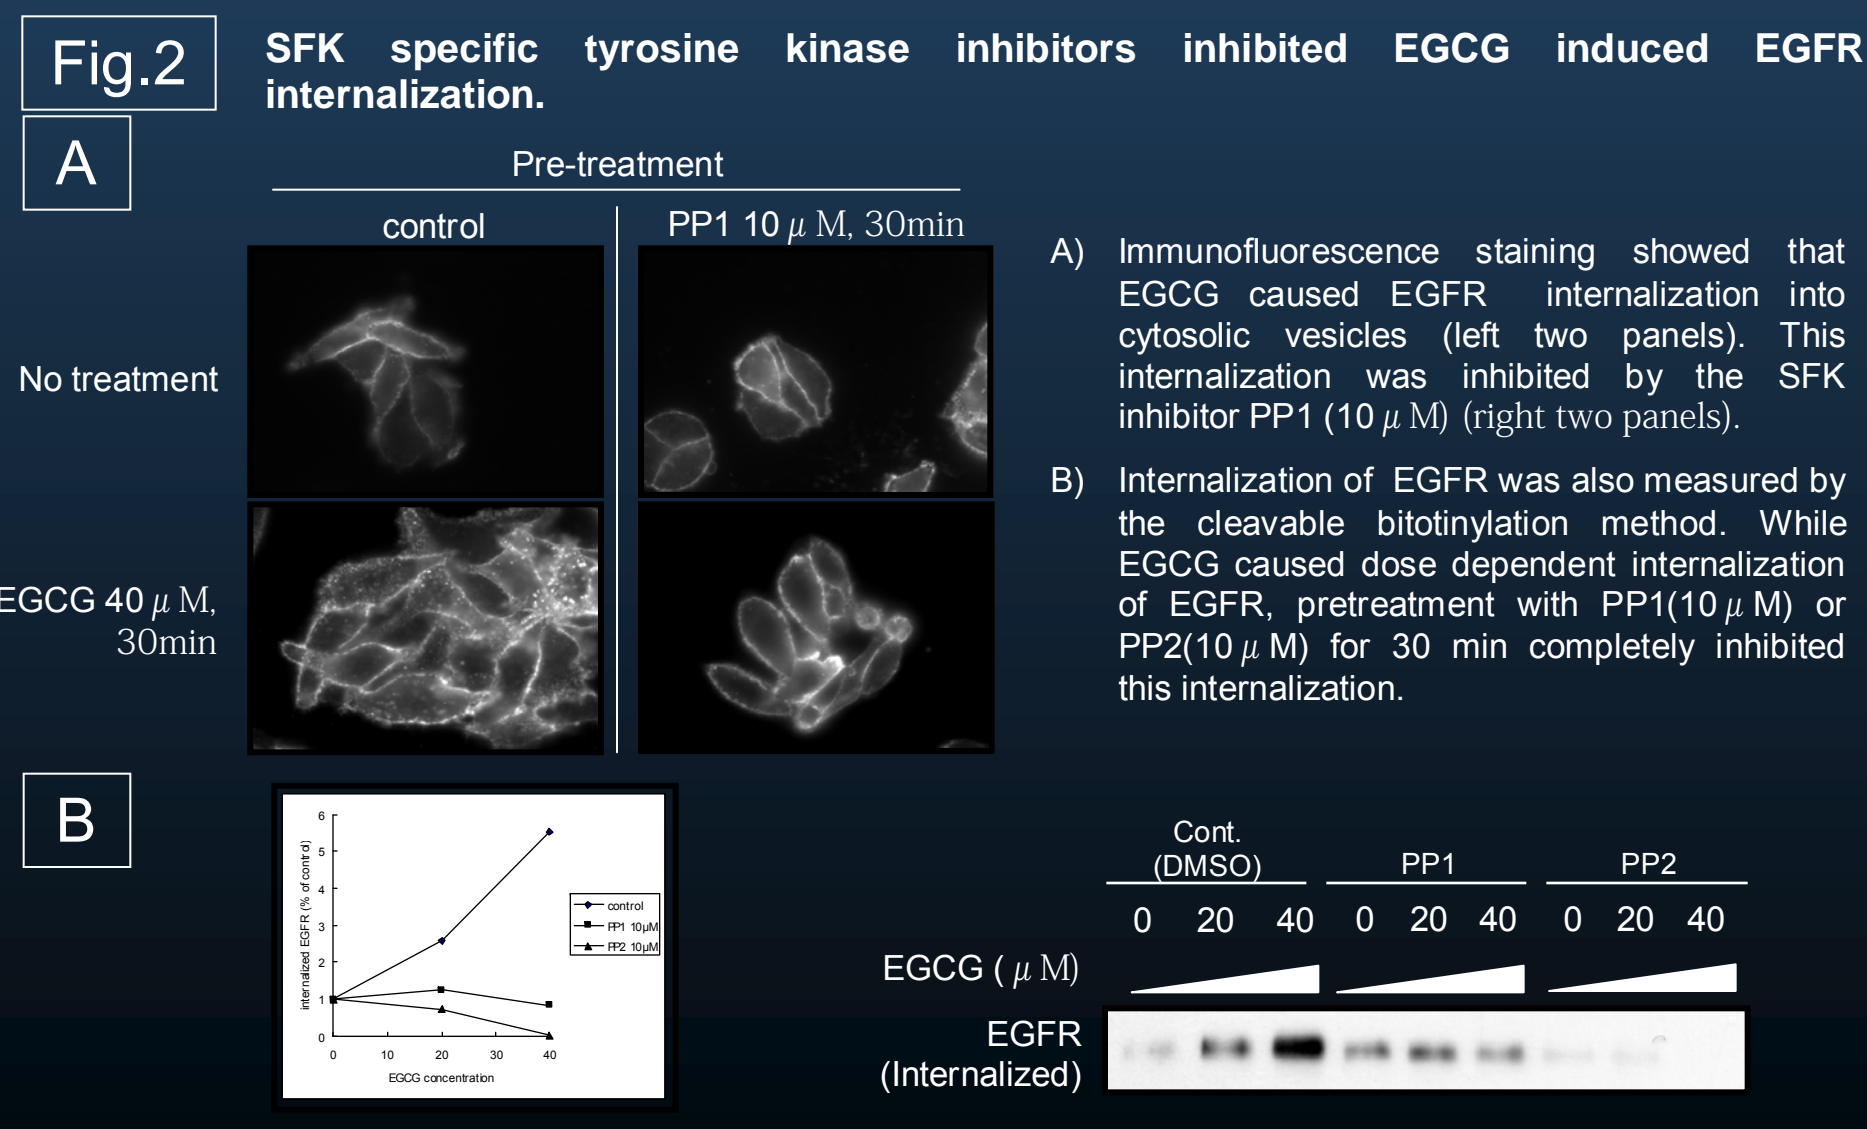 Fig.2
SFK specific tyrosine kinase inhibitors inhibited EGCG induced EGFR
internalization.
A
Pre-treatment
control
PP1 10 μ M, 30min
No treatment
EGCG 40 μ M,
30min
A) Immunofluorescence staining showed that
EGCG caused EGFR internalization into
cytosolic vesicles (left two panels). This
internalization was inhibited by the SFK
inhibitor PP1 (10 μ M) (right two panels).
B) Internalization of EGFR was also measured by
the cleavable bitotinylation method. While
EGCG caused dose dependent internalization
of EGFR, pretreatment with PP1(10 μ M) or
PP2(10 μ M) for 30 min completely inhibited
this internalization.
B
internalized EGFR (% of control)
6
5
4
3
2
1
0
0 10 20 30 40
EGCG concentration
control
PP1 10μM
PP2 10μM
Cont.
(DMSO) PP1 PP2
0 20 40 0 20 40 0 20 40
EGCG ( μ M)
EGFR
(Internalized)